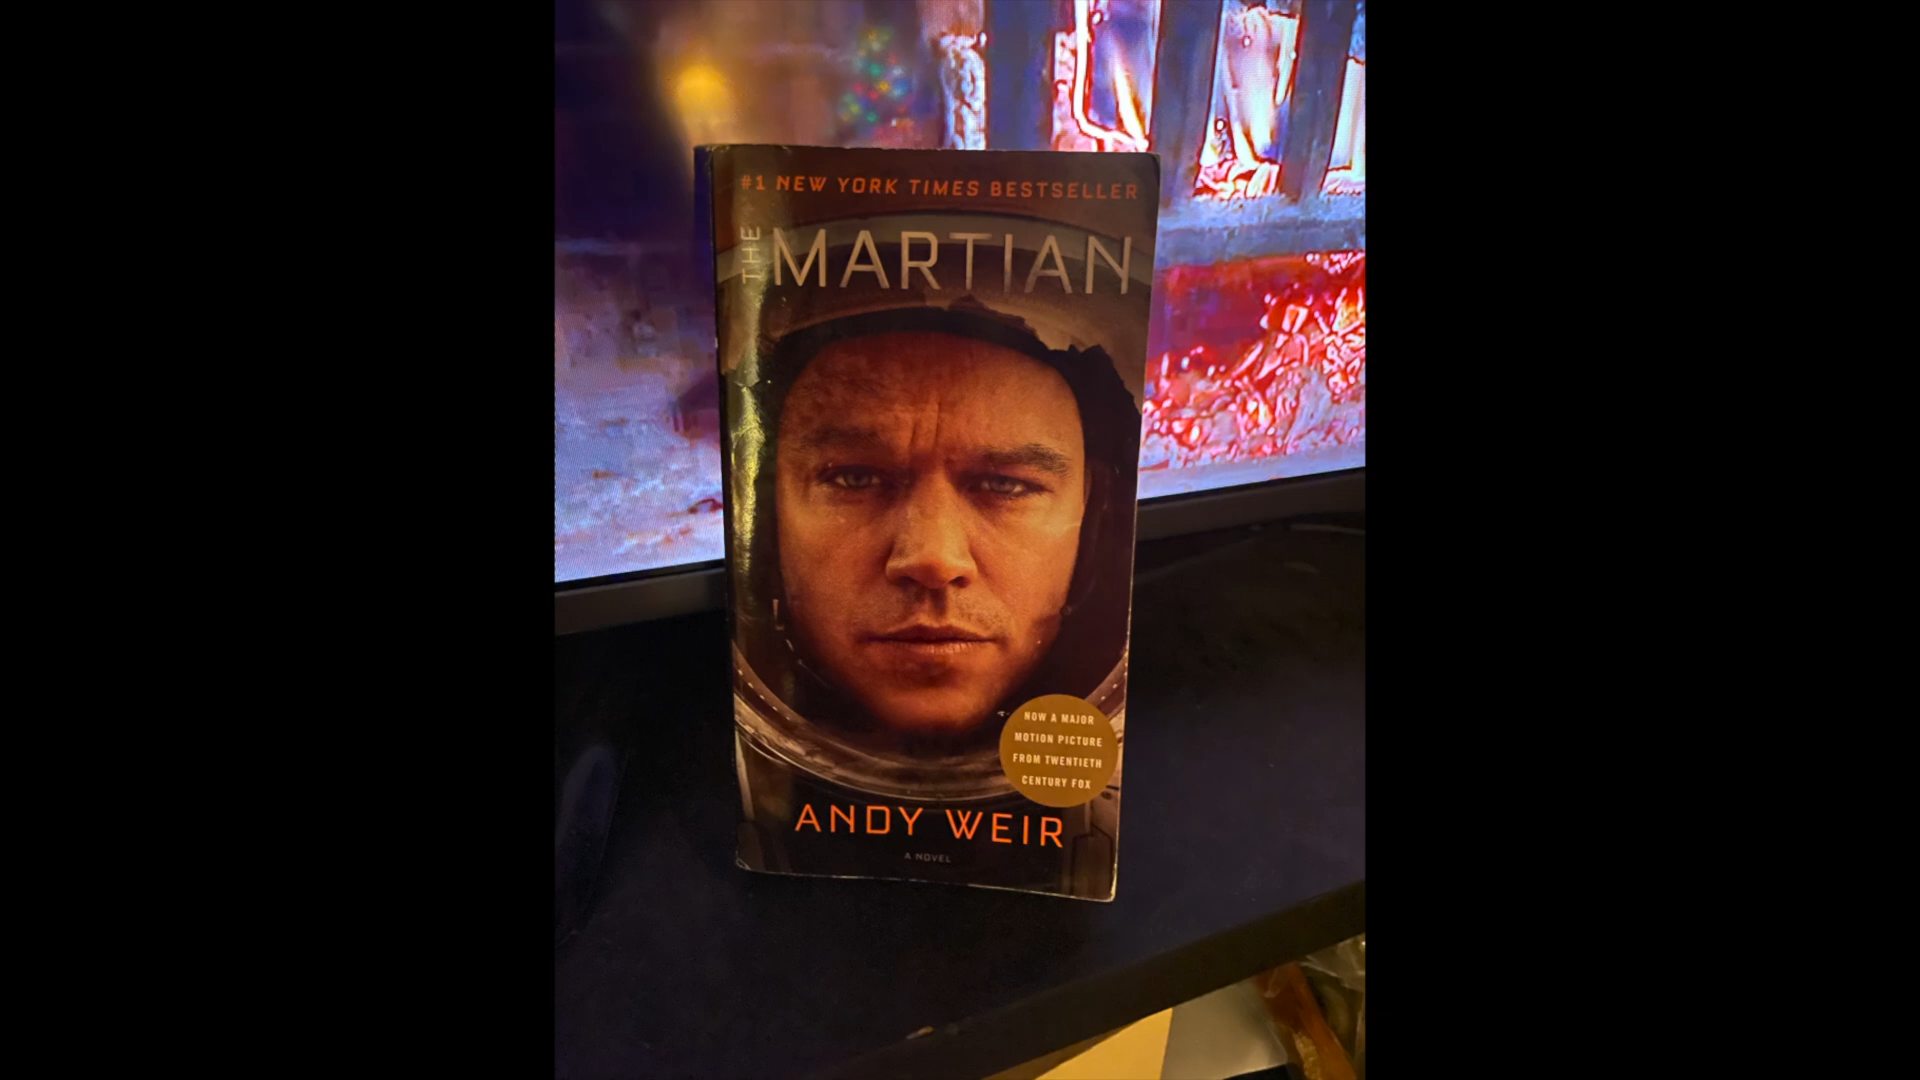 #1 NEW YORK TIMES BESTSELLER
THE MARTIAN
NOW A MAJOR
MOTION PICTURE
FROM TWENTIETH
CENTURY FOX
ANDY WEIR
A NOVEL